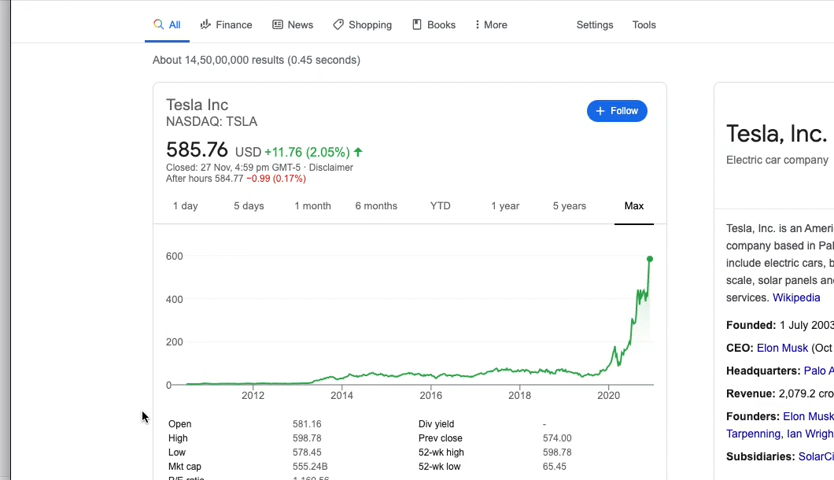 All Finance News Shopping Books More Settings Tools
About 14,50,00,000 results (0.45 seconds)
Tesla Inc
NASDAQ: TSLA
+ Follow
585.76 USD +11.76 (2.05%)
Closed: 27 Nov, 4:59 pm GMT-5 · Disclaimer
After hours 584.77 −0.99 (0.17%)
1 day 5 days 1 month 6 months YTD 1 year 5 years Max
600
400
200
0
2012 2014 2016 2018 2020
Open 581.16 Div yield -
High 598.78 Prev close 574.00
Low 578.45 52-wk high 598.78
Mkt cap 555.24B 52-wk low 65.45
Tesla, Inc.
Electric car company
Tesla, Inc. is an Ameri
company based in Pal
include electric cars, b
scale, solar panels and
services. Wikipedia
Founded: 1 July 2003
CEO: Elon Musk (Oct
Headquarters: Palo A
Revenue: 2,079.2 cro
Founders: Elon Musk
Tarpenning, Ian Wrigh
Subsidiaries: SolarCi